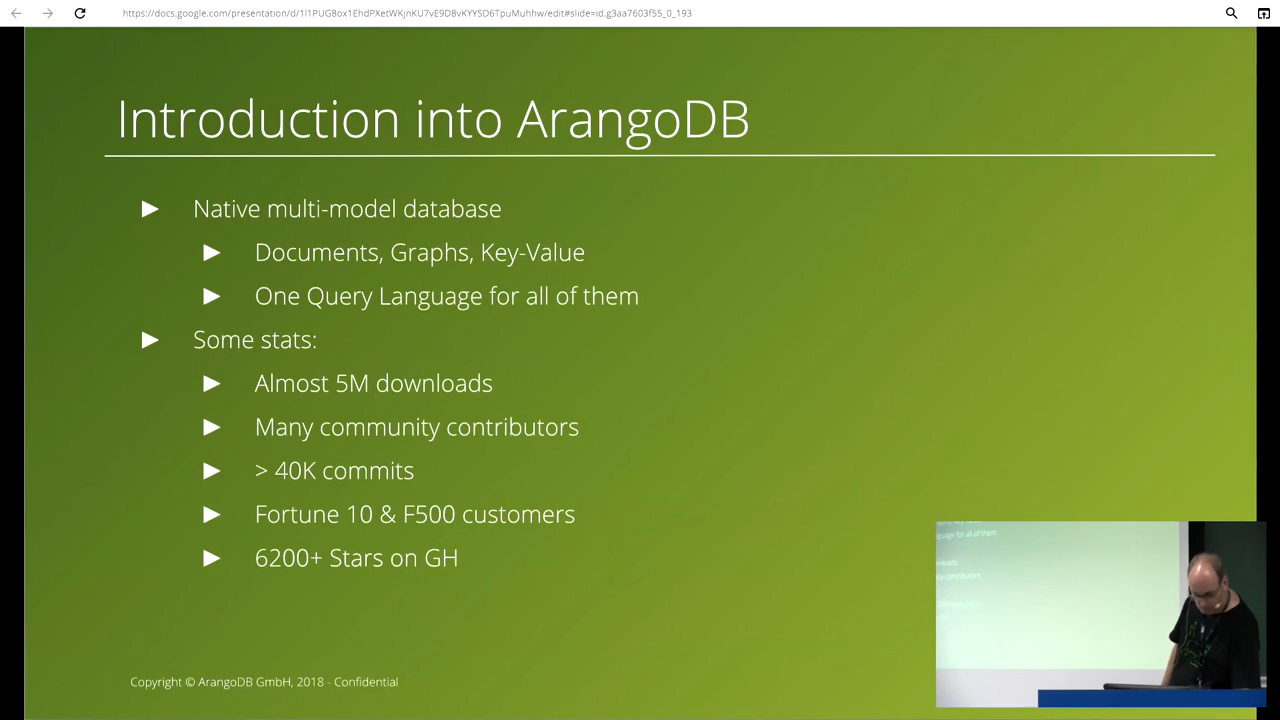 https://docs.google.com/presentation/d/1l1PUG8ox1EhdPXetWKjnKU7vE9D8vKYYSD6TpuMuhhw/edit#slide=id.g3aa7603f55_0_193
Introduction into ArangoDB
Native multi-model database
Documents, Graphs, Key-Value
One Query Language for all of them
Some stats:
Almost 5M downloads
Many community contributors
> 40K commits
Fortune 10 & F500 customers
6200+ Stars on GH
Copyright © ArangoDB GmbH, 2018 - Confidential